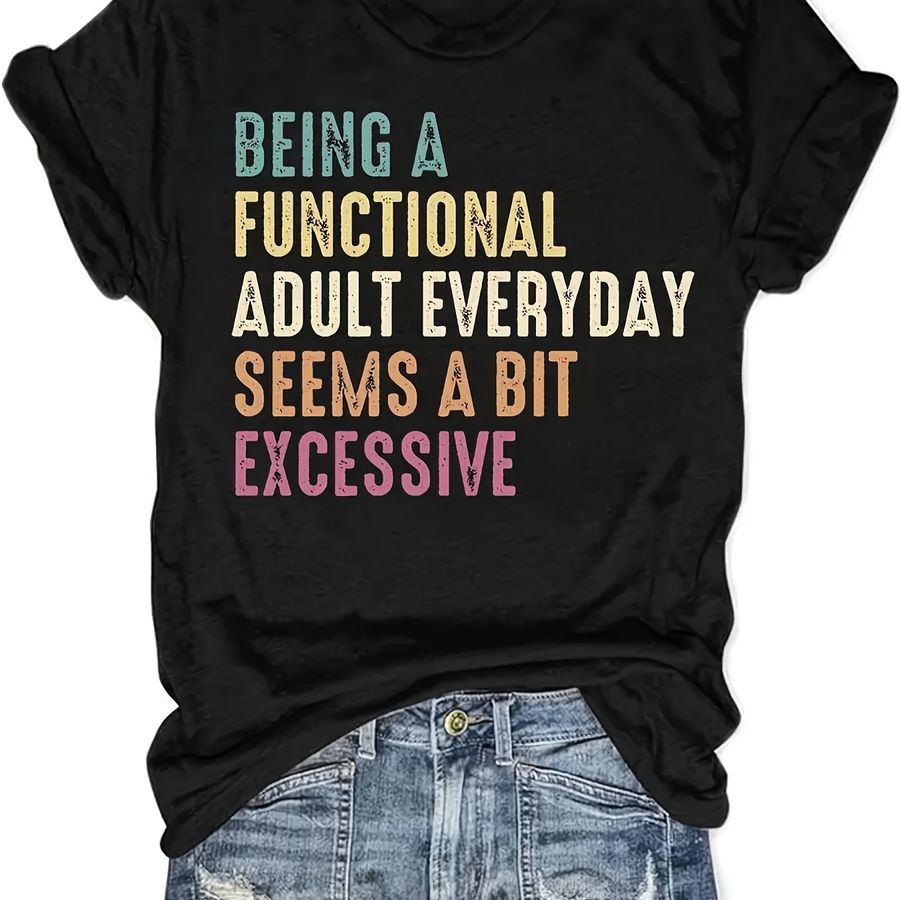 BEING A
FUNCTIONAL
ADULT EVERYDAY
SEEMS A BIT
EXCESSIVE